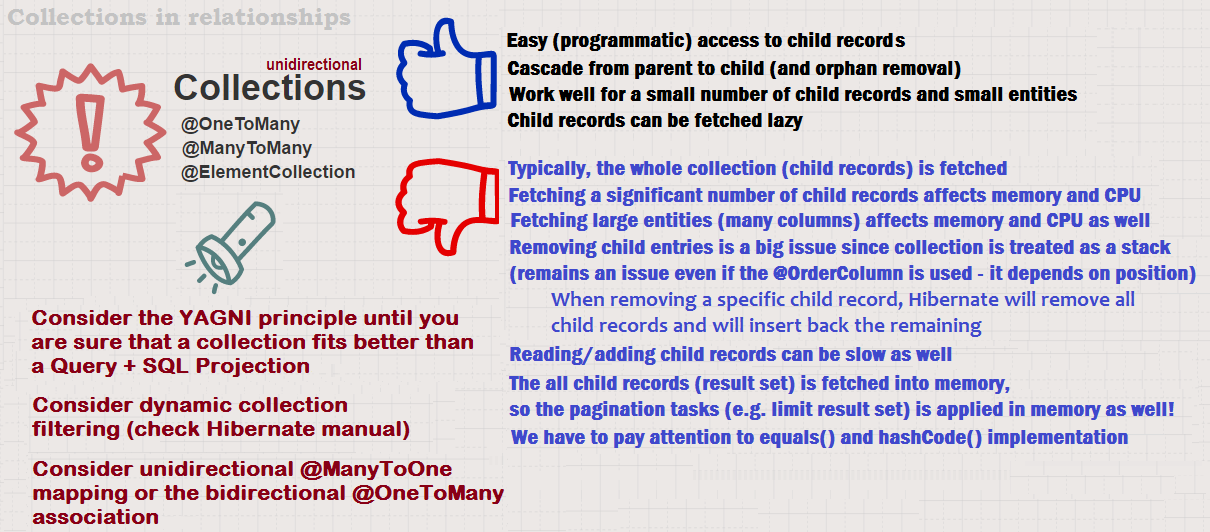 Collections in relationships
unidirectional
Collections
@OneToMany
@ManyToMany
@ElementCollection
Consider the YAGNI principle until you
are sure that a collection fits better than
a Query + SQL Projection
Consider dynamic collection
filtering (check Hibernate manual)
Consider unidirectional @ManyToOne
mapping or the bidirectional @OneToMany
association
Easy (programmatic) access to child records
Cascade from parent to child (and orphan removal)
Work well for a small number of child records and small entities
Child records can be fetched lazy
Typically, the whole collection (child records) is fetched
Fetching a significant number of child records affects memory and CPU
Fetching large entities (many columns) affects memory and CPU as well
Removing child entries is a big issue since collection is treated as a stack
(remains an issue even if the @OrderColumn is used - it depends on position)
When removing a specific child record, Hibernate will remove all
child records and will insert back the remaining
Reading/adding child records can be slow as well
The all child records (result set) is fetched into memory,
so the pagination tasks (e.g. limit result set) is applied in memory as well!
We have to pay attention to equals() and hashCode() implementation